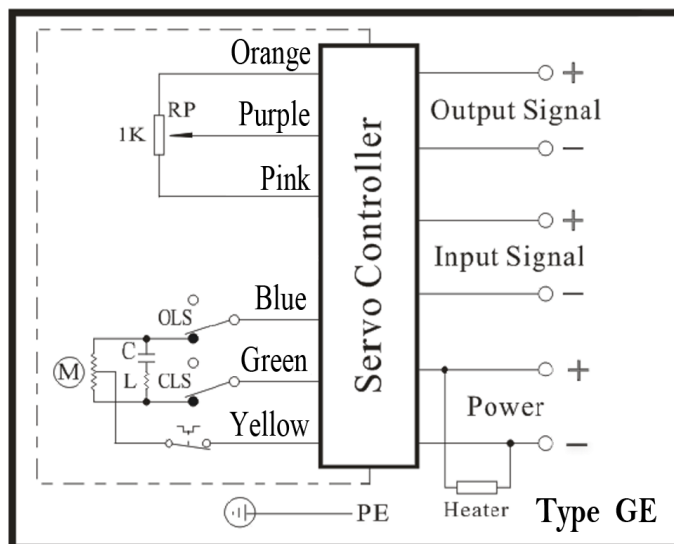 Orange
RP
1K
Purple
Pink
Servo Controller
+
Output Signal
−
+
Input Signal
−
OLS
Blue
C
M
L
CLS
Green
Yellow
+
Power
−
Heater
PE
Type GE